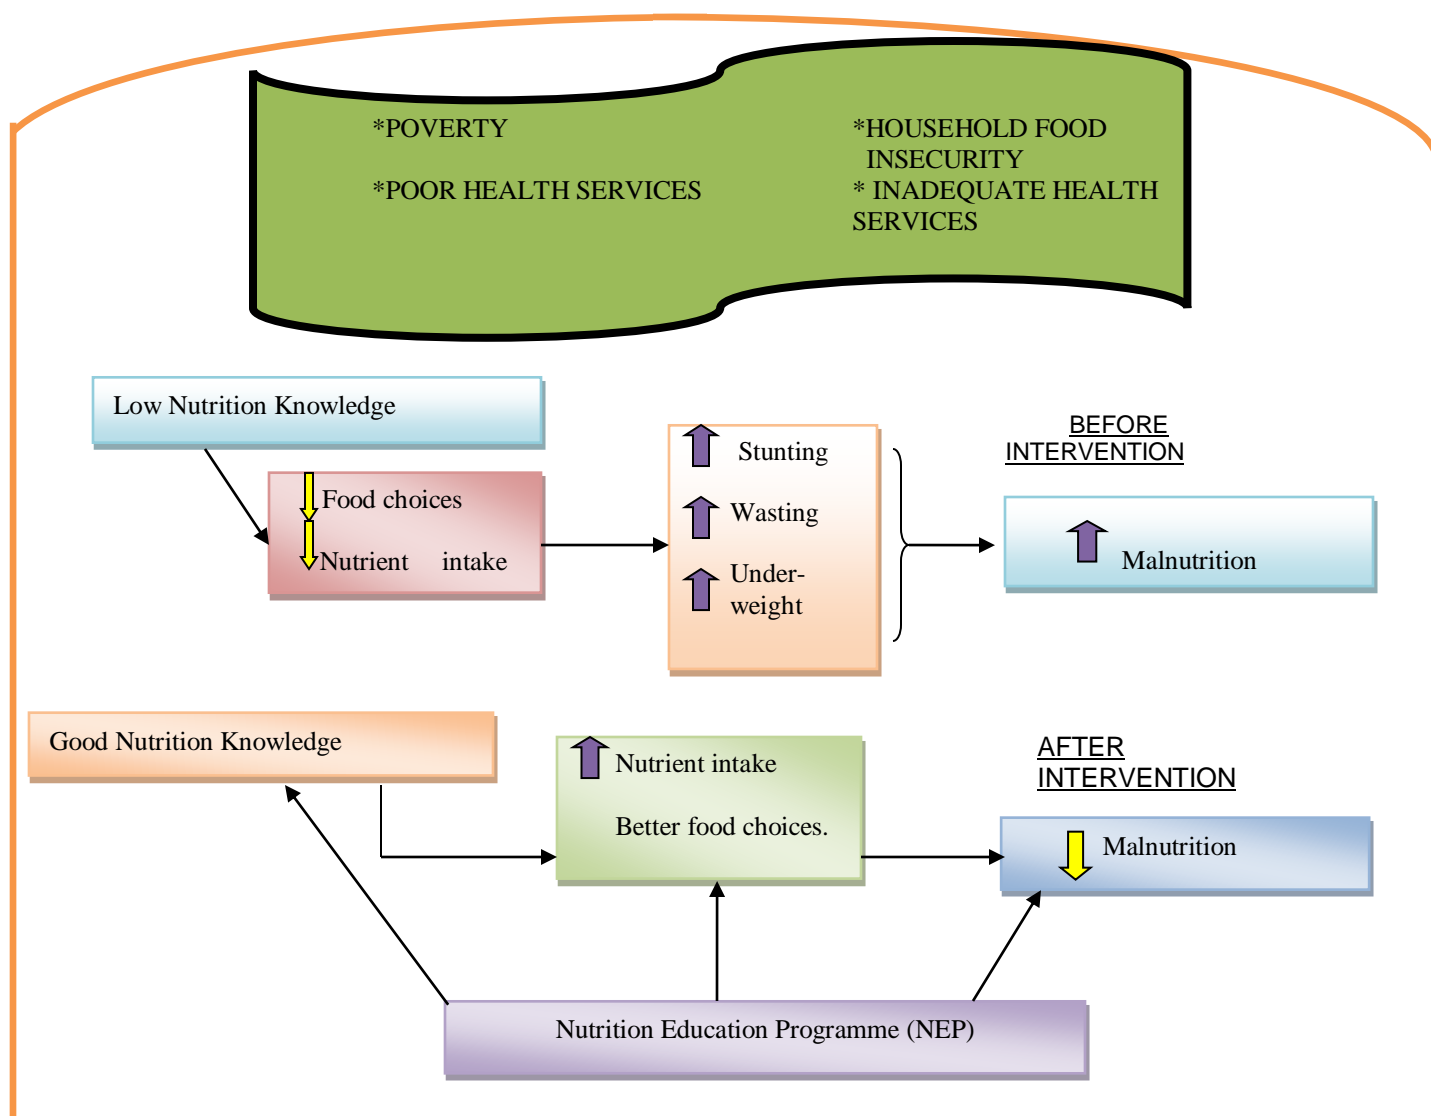 *POVERTY
*POOR HEALTH SERVICES
*HOUSEHOLD FOOD
INSECURITY
* INADEQUATE HEALTH
SERVICES
Low Nutrition Knowledge
Food choices
Nutrient intake
Stunting
Wasting
Under-
weight
BEFORE
INTERVENTION
Malnutrition
Good Nutrition Knowledge
Nutrient intake
Better food choices.
AFTER
INTERVENTION
Malnutrition
Nutrition Education Programme (NEP)